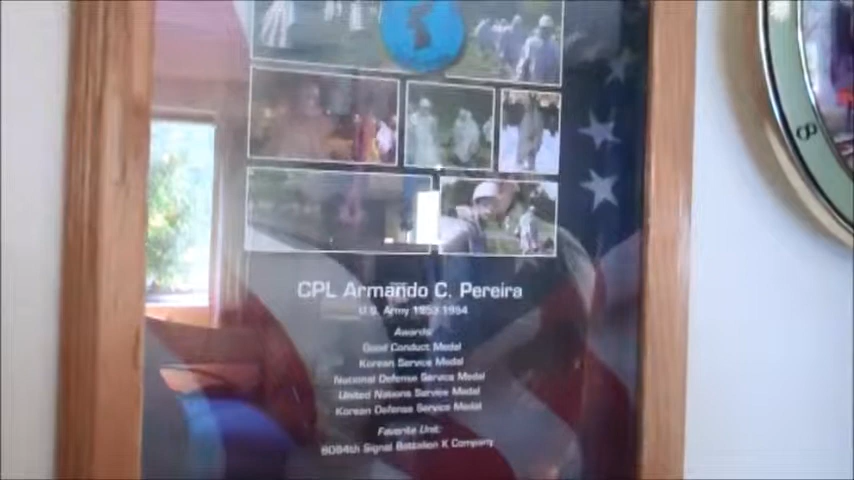 CPL Armando C. Pereira
U.S. Army 1953 1954
Awards:
Good Conduct Medal
Korean Service Medal
National Defense Service Medal
United Nations Service Medal
Korean Defense Service Medal
Favorite Unit:
8084th Signal Battalion K Company
8